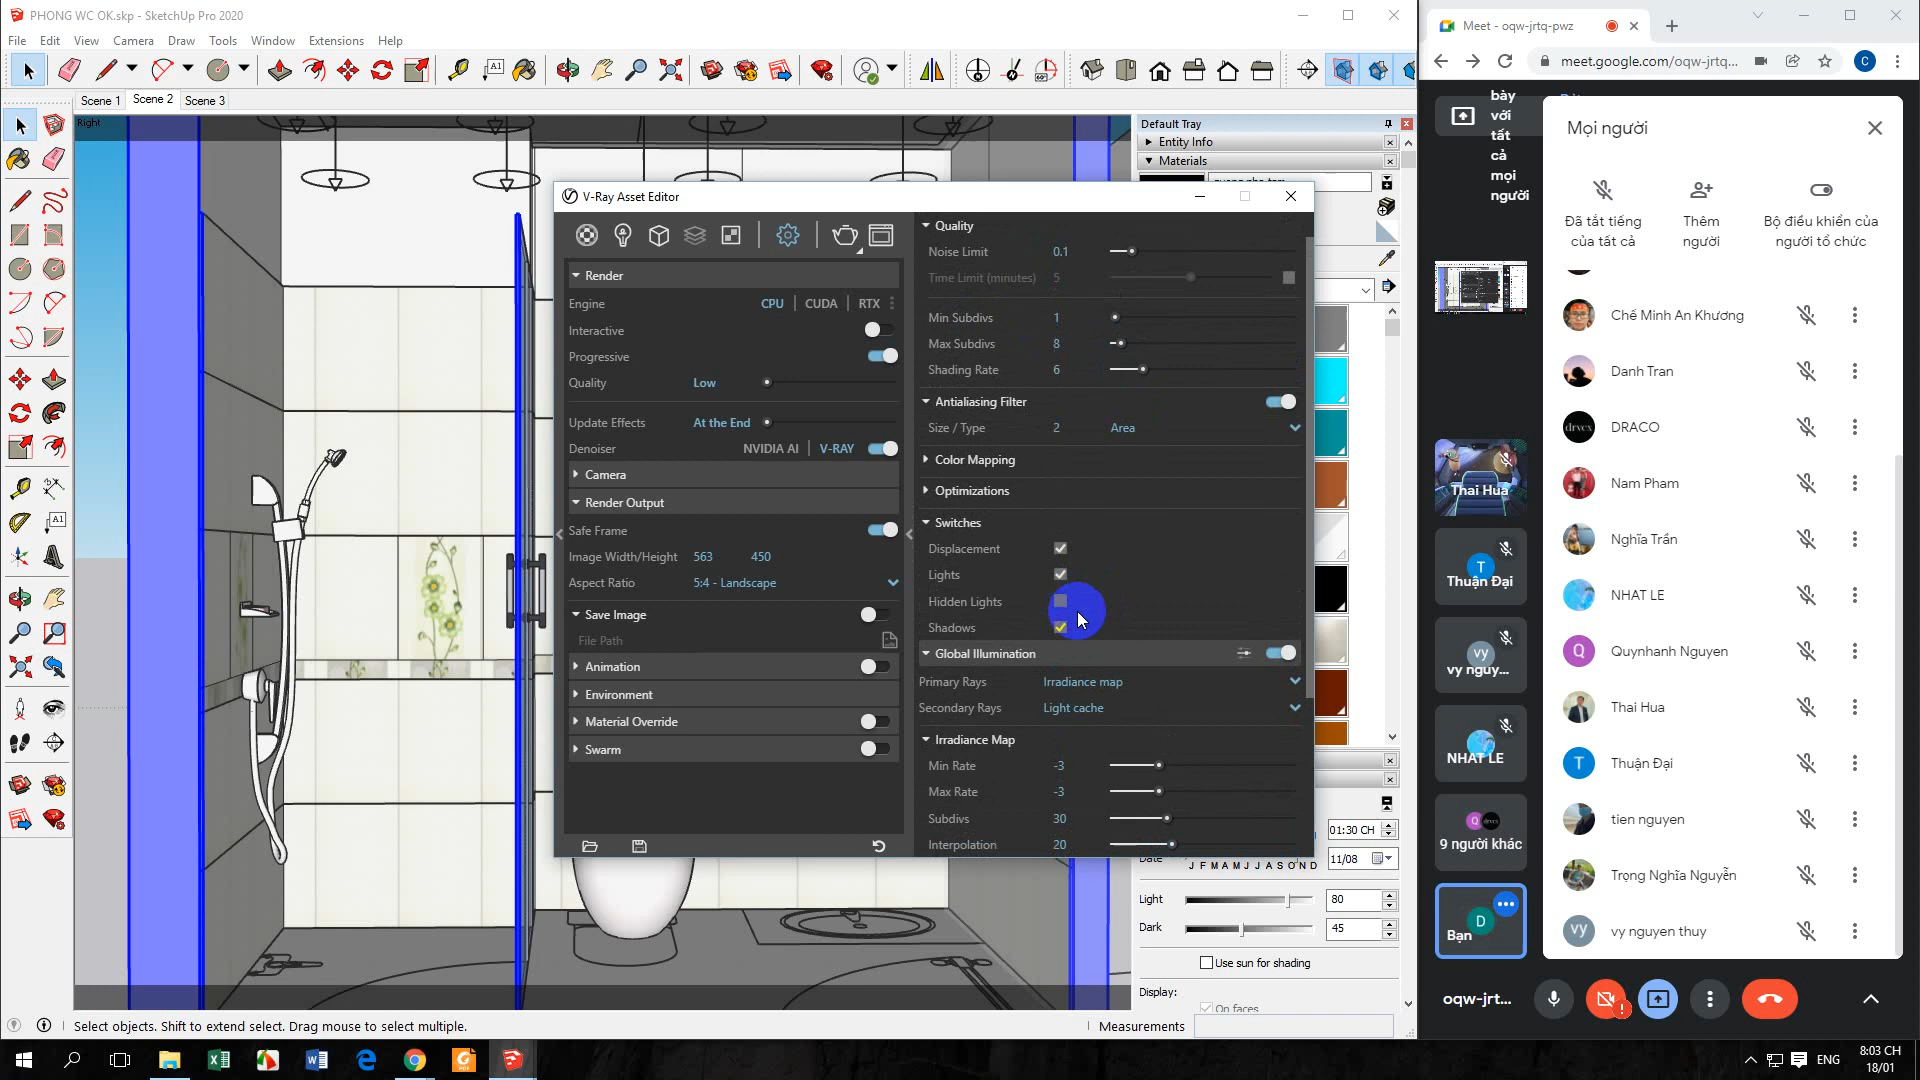 PHONG WC OK.skp - SketchUp Pro 2020
File Edit View Camera Draw Tools Window Extensions Help
Scene 1 Scene 2 Scene 3
Right
Default Tray
Entity Info
Materials
V-Ray Asset Editor
Render
Engine CPU CUDA RTX
Interactive
Progressive
Quality Low
Update Effects At the End
Denoiser NVIDIA AI V-RAY
Camera
Render Output
Safe Frame
Image Width/Height 563 450
Aspect Ratio 5:4 - Landscape
Save Image
File Path
Animation
Environment
Material Override
Swarm
Quality
Noise Limit 0.1
Time Limit (minutes) 5
Min Subdivs 1
Max Subdivs 8
Shading Rate 6
Antialiasing Filter
Size / Type 2 Area
Color Mapping
Optimizations
Switches
Displacement
Lights
Hidden Lights
Shadows
Global Illumination
Primary Rays Irradiance map
Secondary Rays Light cache
Irradiance Map
Min Rate -3
Max Rate -3
Subdivs 30
Interpolation 20
01:30 CH
Date J F M A M J J A S O N D 11/08
Light 80
Dark 45
Use sun for shading
Display:
On faces
Select objects. Shift to extend select. Drag mouse to select multiple.
Measurements
Meet - oqw-jrtq-pwz
meet.google.com/oqw-jrtq...
C
bày
với
tất
cả
mọi
người
Mọi người
Đã tắt tiếng
của tất cả
Thêm
người
Bộ điều khiển của
người tổ chức
Chế Minh An Khương
Danh Tran
DRACO
Nam Pham
Nghĩa Trần
NHAT LE
Quynhanh Nguyen
Thai Hua
Thuận Đại
tien nguyen
Trọng Nghĩa Nguyễn
vy nguyen thuy
Thai Hua
Thuận Đại
vy nguy...
NHAT LE
9 người khác
Bạn
oqw-jrt...
ENG
8:03 CH
18/01